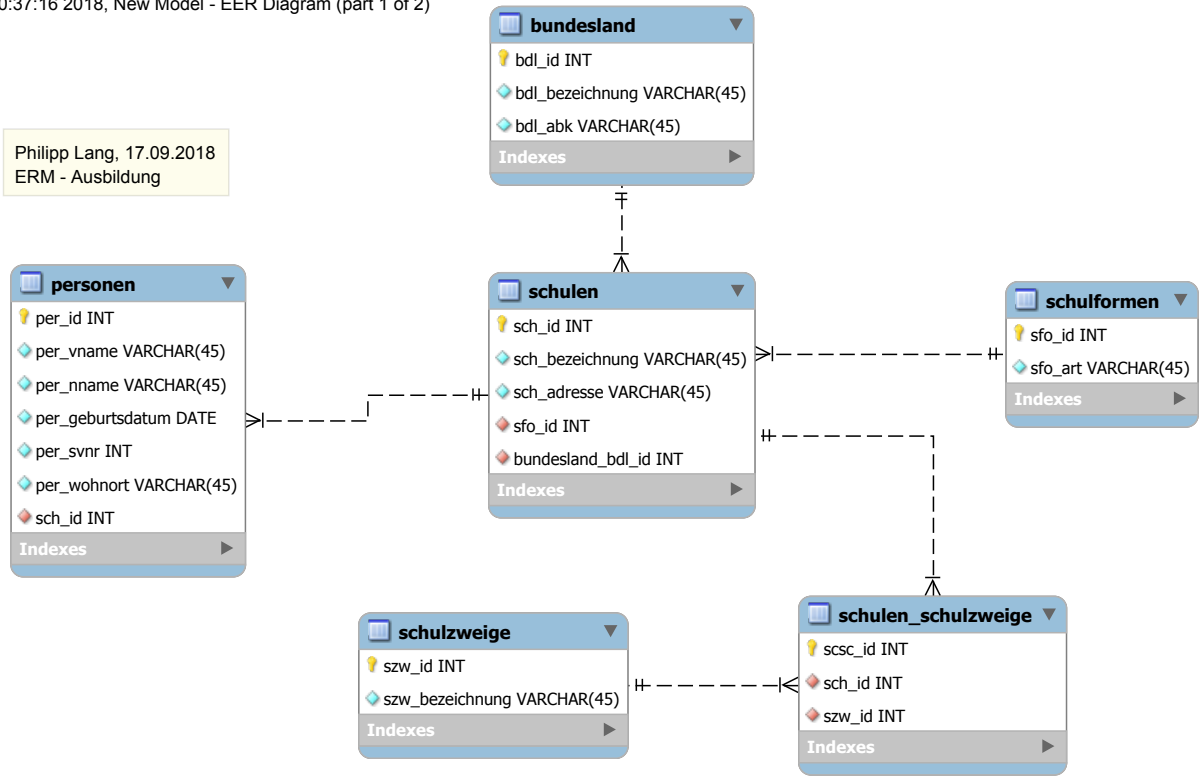 0:37:16 2018, New Model - EER Diagram (part 1 of 2)
bundesland
bdl_id INT
bdl_bezeichnung VARCHAR(45)
bdl_abk VARCHAR(45)
Indexes
Philipp Lang, 17.09.2018
ERM - Ausbildung
personen
per_id INT
per_vname VARCHAR(45)
per_nname VARCHAR(45)
per_geburtsdatum DATE
per_svnr INT
per_wohnort VARCHAR(45)
sch_id INT
Indexes
schulen
sch_id INT
sch_bezeichnung VARCHAR(45)
sch_adresse VARCHAR(45)
sfo_id INT
bundesland_bdl_id INT
Indexes
schulformen
sfo_id INT
sfo_art VARCHAR(45)
Indexes
schulzweige
szw_id INT
szw_bezeichnung VARCHAR(45)
Indexes
schulen_schulzweige
scsc_id INT
sch_id INT
szw_id INT
Indexes